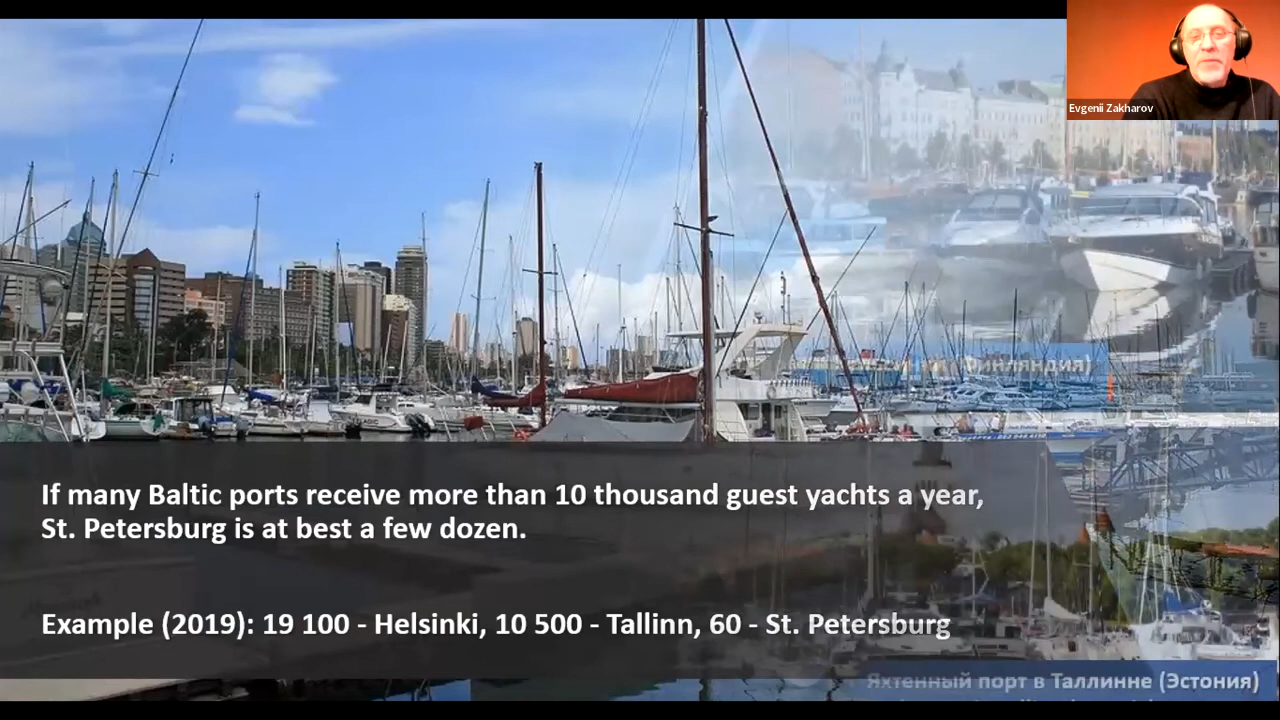 Evgenii Zakharov
Финляндия)
If many Baltic ports receive more than 10 thousand guest yachts a year,
St. Petersburg is at best a few dozen.
Example (2019): 19 100 - Helsinki, 10 500 - Tallinn, 60 - St. Petersburg
Яхтенный порт в Таллинне (Эстония)